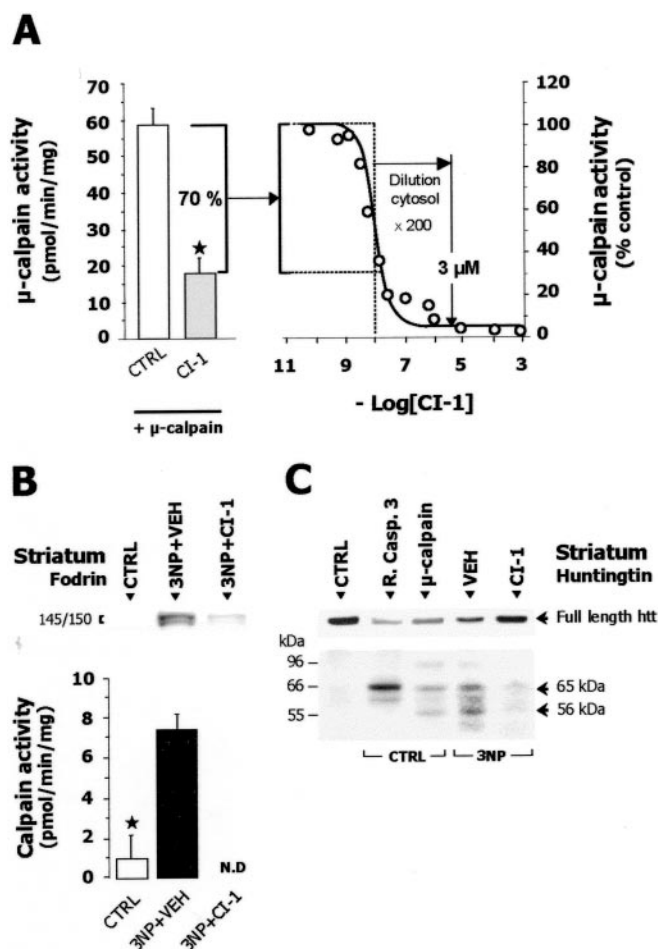 A
µ-calpain activity
(pmol/min/mg)
70
60
50
40
30
20
10
0
70 %
★
CTRL
CI-1
+ µ-calpain
Dilution
cytosol
x 200
3 µM
11 9 7 5 3
- Log[CI-1]
120
100
80
60
40
20
0
µ-calpain activity
(% control)
B
Striatum
Fodrin
CTRL
3NP+VEH
3NP+CI-1
145/150
Calpain activity
(pmol/min/mg)
10
8
6
4
2
0
★
N.D
CTRL
3NP+VEH
3NP+CI-1
C
CTRL
R. Casp. 3
µ-calpain
VEH
CI-1
Striatum
Huntingtin
Full length htt
kDa
96
66
55
65 kDa
56 kDa
CTRL
3NP